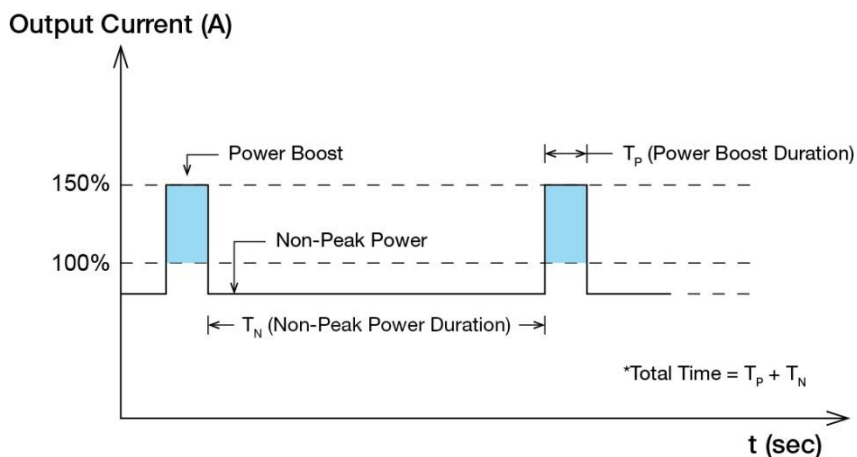 Output Current (A)
Power Boost
T_P (Power Boost Duration)
150%
Non-Peak Power
100%
T_N (Non-Peak Power Duration)
*Total Time = T_P + T_N
t (sec)